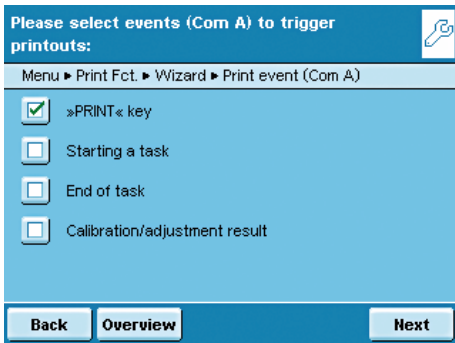 Please select events (Com A) to trigger
printouts:
Menu ▸ Print Fct. ▸ Wizard ▸ Print event (Com A)
»PRINT« key
Starting a task
End of task
Calibration/adjustment result
Back Overview Next